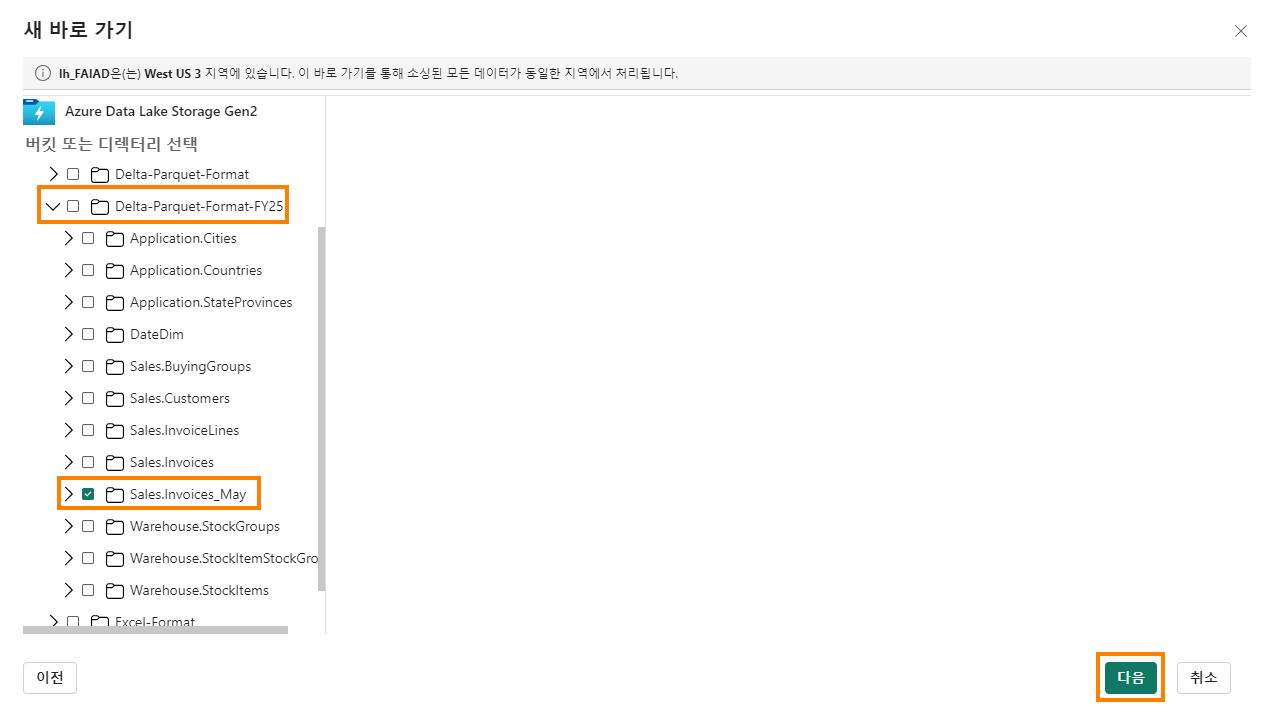 새 바로 가기
lh_FAIAD은(는) West US 3 지역에 있습니다. 이 바로 가기를 통해 소싱된 모든 데이터가 동일한 지역에서 처리됩니다.
Azure Data Lake Storage Gen2
버킷 또는 디렉터리 선택
Delta-Parquet-Format
Delta-Parquet-Format-FY25
Application.Cities
Application.Countries
Application.StateProvinces
DateDim
Sales.BuyingGroups
Sales.Customers
Sales.InvoiceLines
Sales.Invoices
Sales.Invoices_May
Warehouse.StockGroups
Warehouse.StockItemStockGro
Warehouse.StockItems
Excel-Format
이전
다음
취소